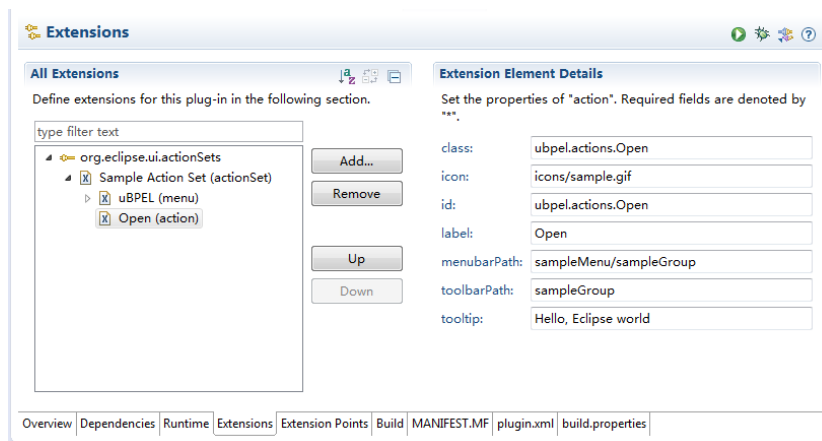 Extensions
All Extensions
Define extensions for this plug-in in the following section.
type filter text
org.eclipse.ui.actionSets
Sample Action Set (actionSet)
uBPEL (menu)
Open (action)
Add...
Remove
Up
Down
Extension Element Details
Set the properties of "action". Required fields are denoted by
"*".
class: ubpel.actions.Open
icon: icons/sample.gif
id: ubpel.actions.Open
label: Open
menubarPath: sampleMenu/sampleGroup
toolbarPath: sampleGroup
tooltip: Hello, Eclipse world
Overview Dependencies Runtime Extensions Extension Points Build MANIFEST.MF plugin.xml build.properties